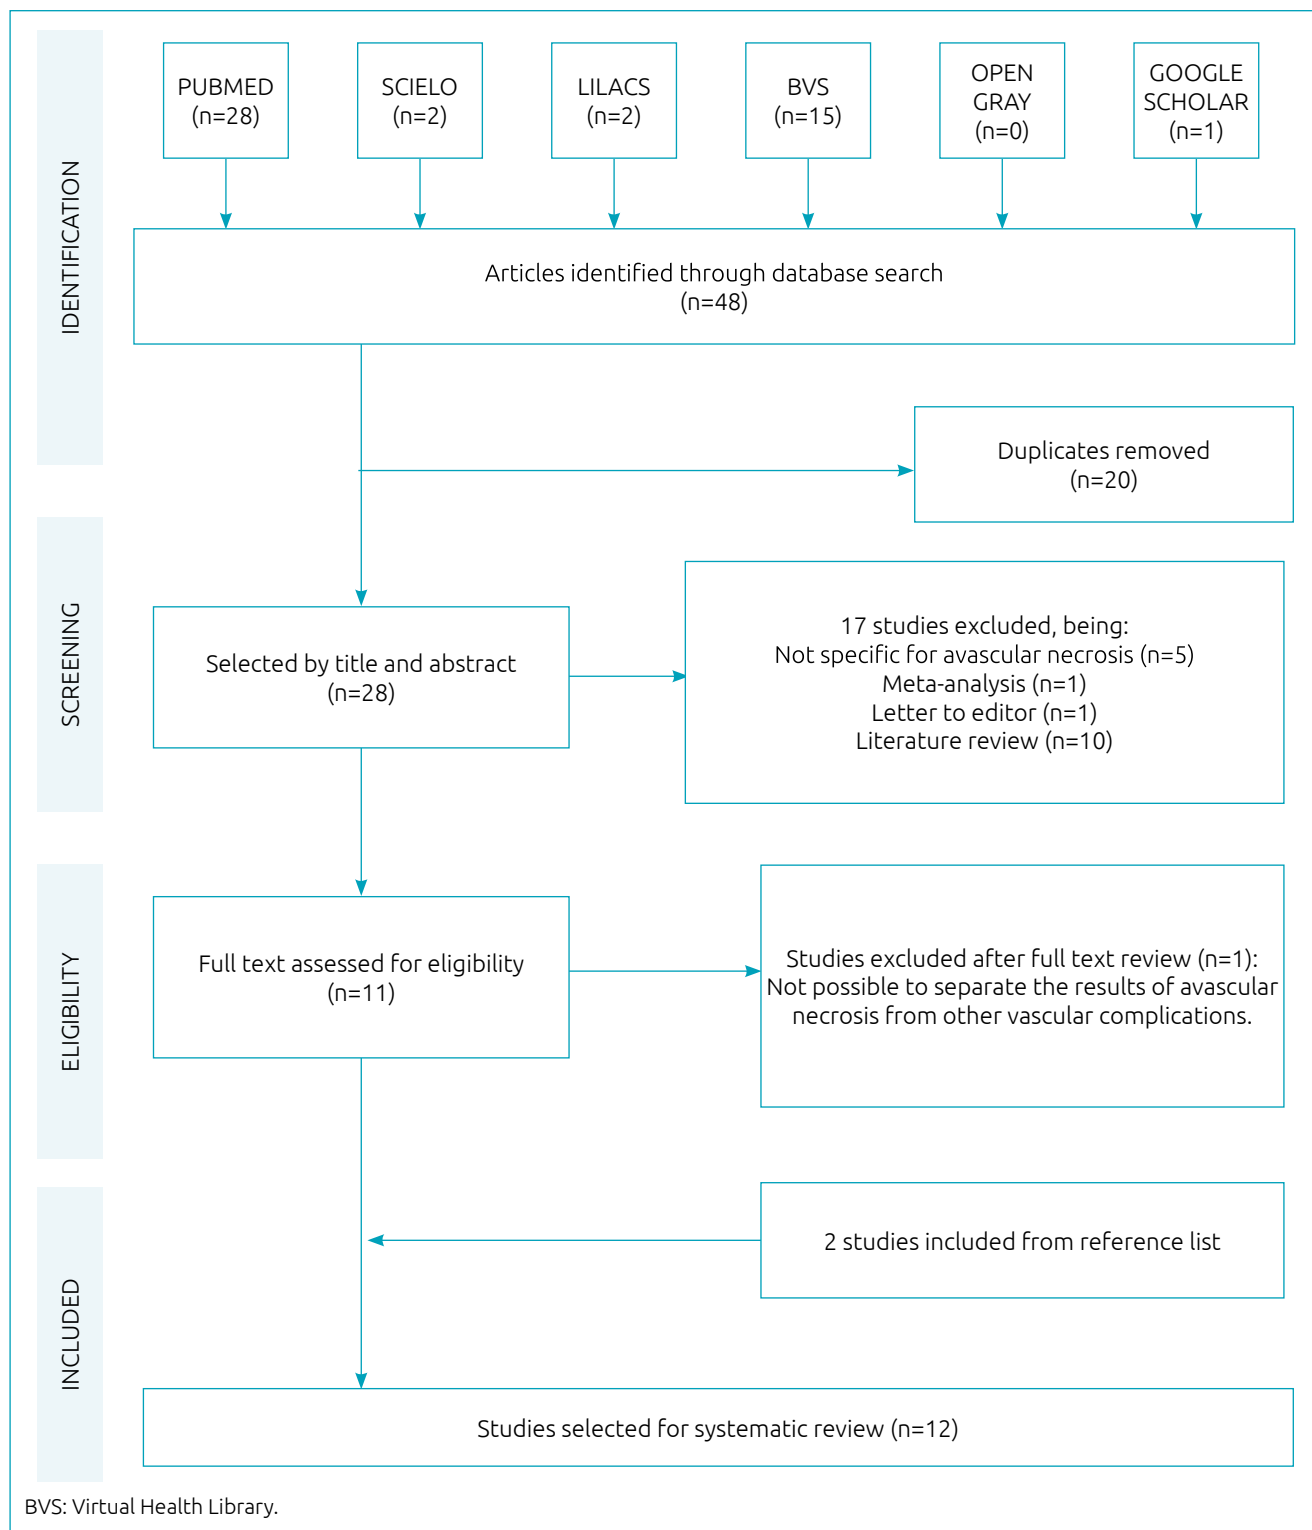 IDENTIFICATION
PUBMED
(n=28)
SCIELO
(n=2)
LILACS
(n=2)
BVS
(n=15)
OPEN
GRAY
(n=0)
GOOGLE
SCHOLAR
(n=1)
Articles identified through database search
(n=48)
Duplicates removed
(n=20)
SCREENING
Selected by title and abstract
(n=28)
17 studies excluded, being:
Not specific for avascular necrosis (n=5)
Meta-analysis (n=1)
Letter to editor (n=1)
Literature review (n=10)
ELIGIBILITY
Full text assessed for eligibility
(n=11)
Studies excluded after full text review (n=1):
Not possible to separate the results of avascular
necrosis from other vascular complications.
INCLUDED
2 studies included from reference list
Studies selected for systematic review (n=12)
BVS: Virtual Health Library.